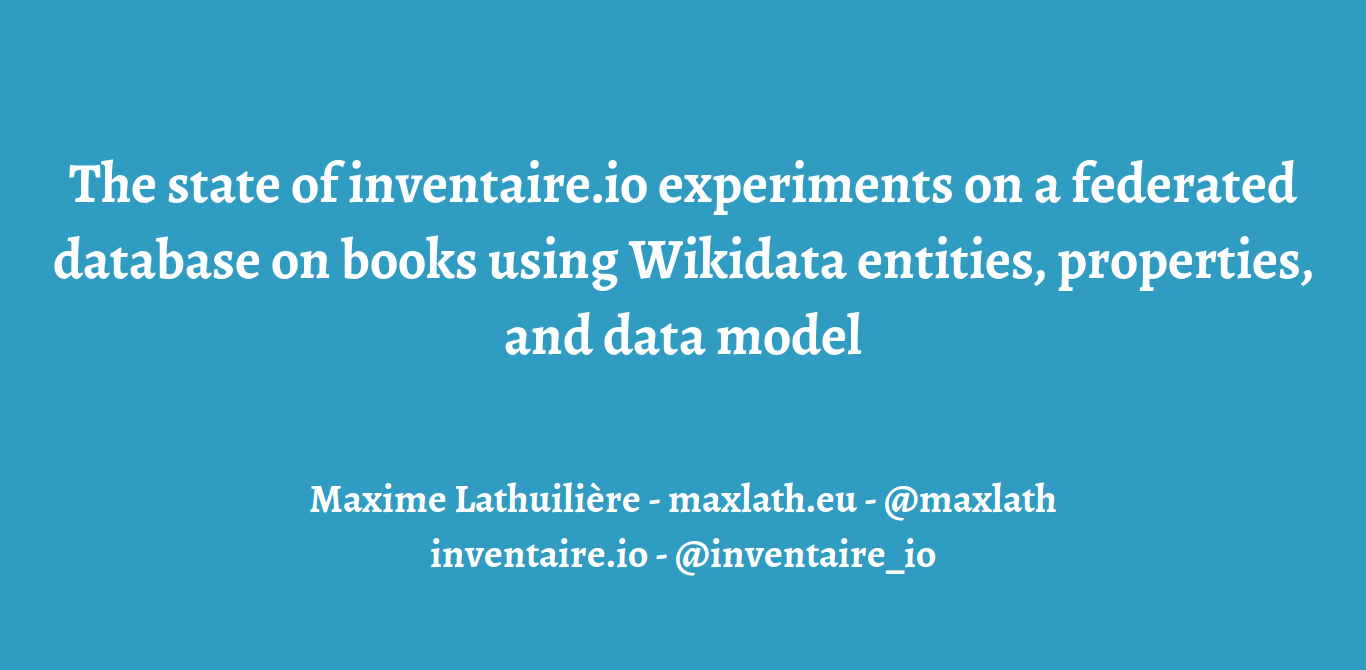 The state of inventaire.io experiments on a federated
database on books using Wikidata entities, properties,
and data model
Maxime Lathuilière - maxlath.eu - @maxlath
inventaire.io - @inventaire_io